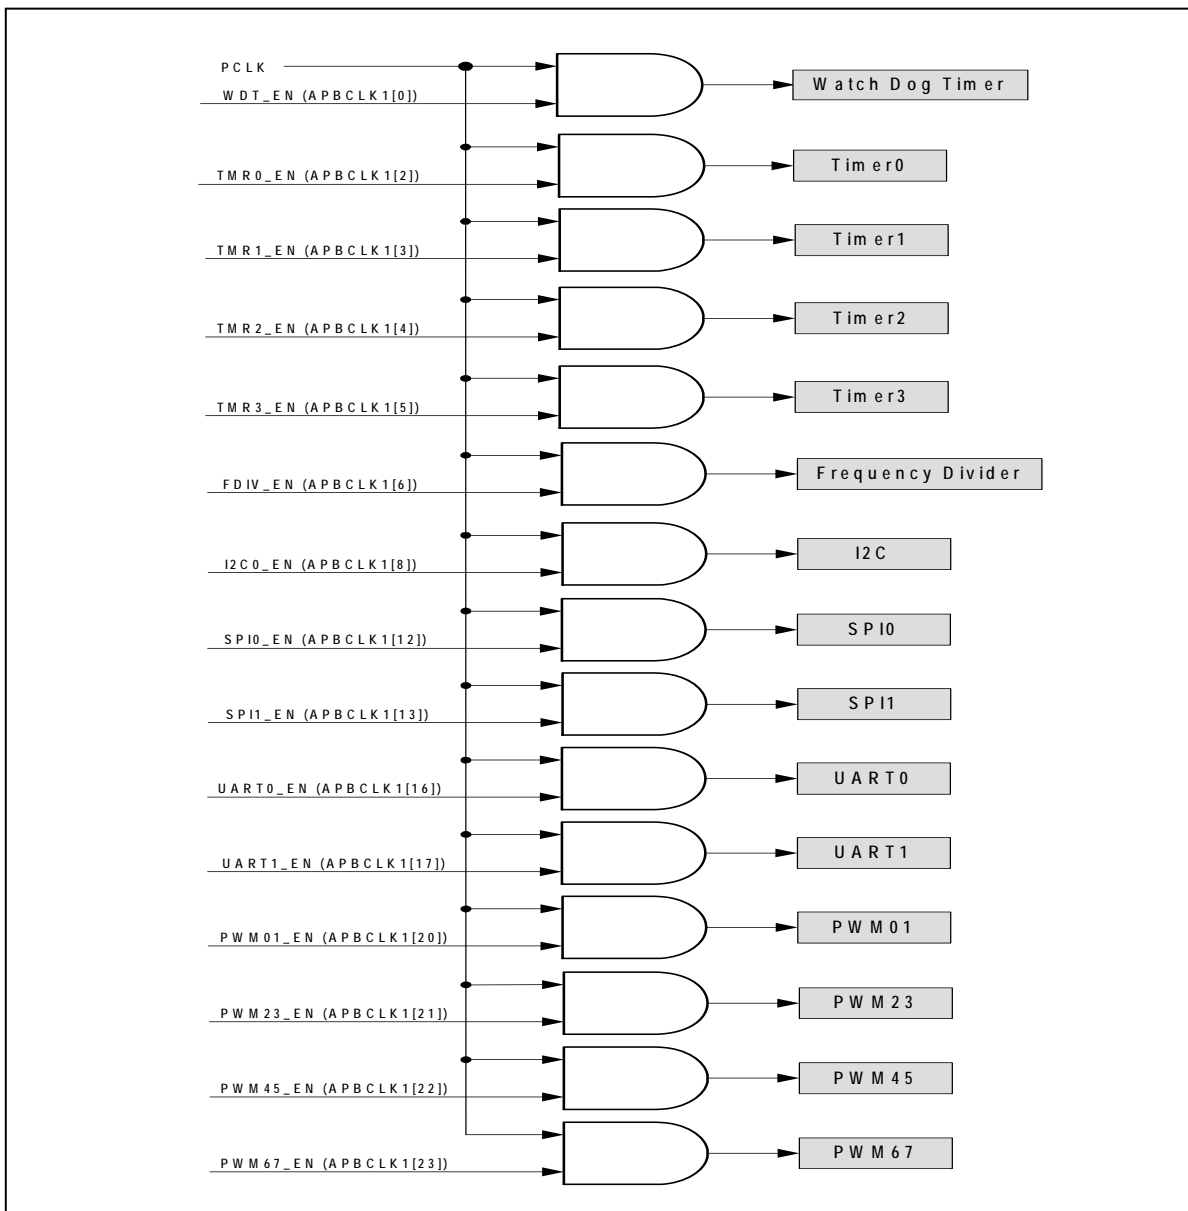 PCLK
WDT_EN (APBCLK1[0])
Watch Dog Timer
TMR0_EN (APBCLK1[2])
Timer0
TMR1_EN (APBCLK1[3])
Timer1
TMR2_EN (APBCLK1[4])
Timer2
TMR3_EN (APBCLK1[5])
Timer3
FDIV_EN (APBCLK1[6])
Frequency Divider
I2C0_EN (APBCLK1[8])
I2C
SPI0_EN (APBCLK1[12])
SPI0
SPI1_EN (APBCLK1[13])
SPI1
UART0_EN (APBCLK1[16])
UART0
UART1_EN (APBCLK1[17])
UART1
PWM01_EN (APBCLK1[20])
PWM01
PWM23_EN (APBCLK1[21])
PWM23
PWM45_EN (APBCLK1[22])
PWM45
PWM67_EN (APBCLK1[23])
PWM67